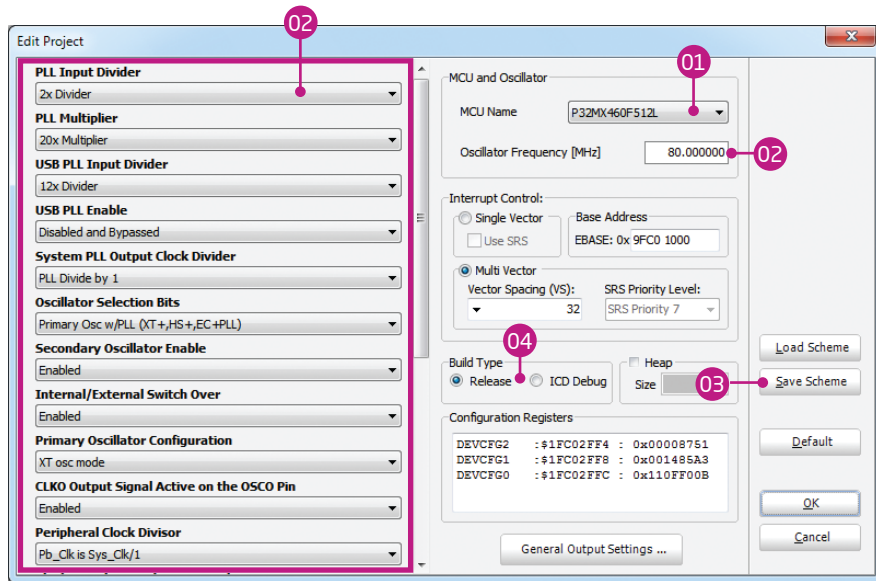 02
Edit Project
PLL Input Divider
2x Divider
PLL Multiplier
20x Multiplier
USB PLL Input Divider
12x Divider
USB PLL Enable
Disabled and Bypassed
System PLL Output Clock Divider
PLL Divide by 1
Oscillator Selection Bits
Primary Osc w/PLL (XT+,HS+,EC+PLL)
Secondary Oscillator Enable
Enabled
Internal/External Switch Over
Enabled
Primary Oscillator Configuration
XT osc mode
CLKO Output Signal Active on the OSCO Pin
Enabled
Peripheral Clock Divisor
Pb_Clk is Sys_Clk/1
01
MCU and Oscillator
MCU Name P32MX460F512L
Oscillator Frequency [MHz] 80.000000 02
Interrupt Control:
Single Vector Base Address
Use SRS EBASE: 0x 9FC0 1000
Multi Vector
Vector Spacing (VS): SRS Priority Level:
32 SRS Priority 7
04
Build Type Heap
Release ICD Debug Size 03
Configuration Registers
DEVCFG2 :$1FC02FF4 : 0x00008751
DEVCFG1 :$1FC02FF8 : 0x001485A3
DEVCFG0 :$1FC02FFC : 0x110FF00B
General Output Settings ...
Load Scheme
Save Scheme
Default
OK
Cancel